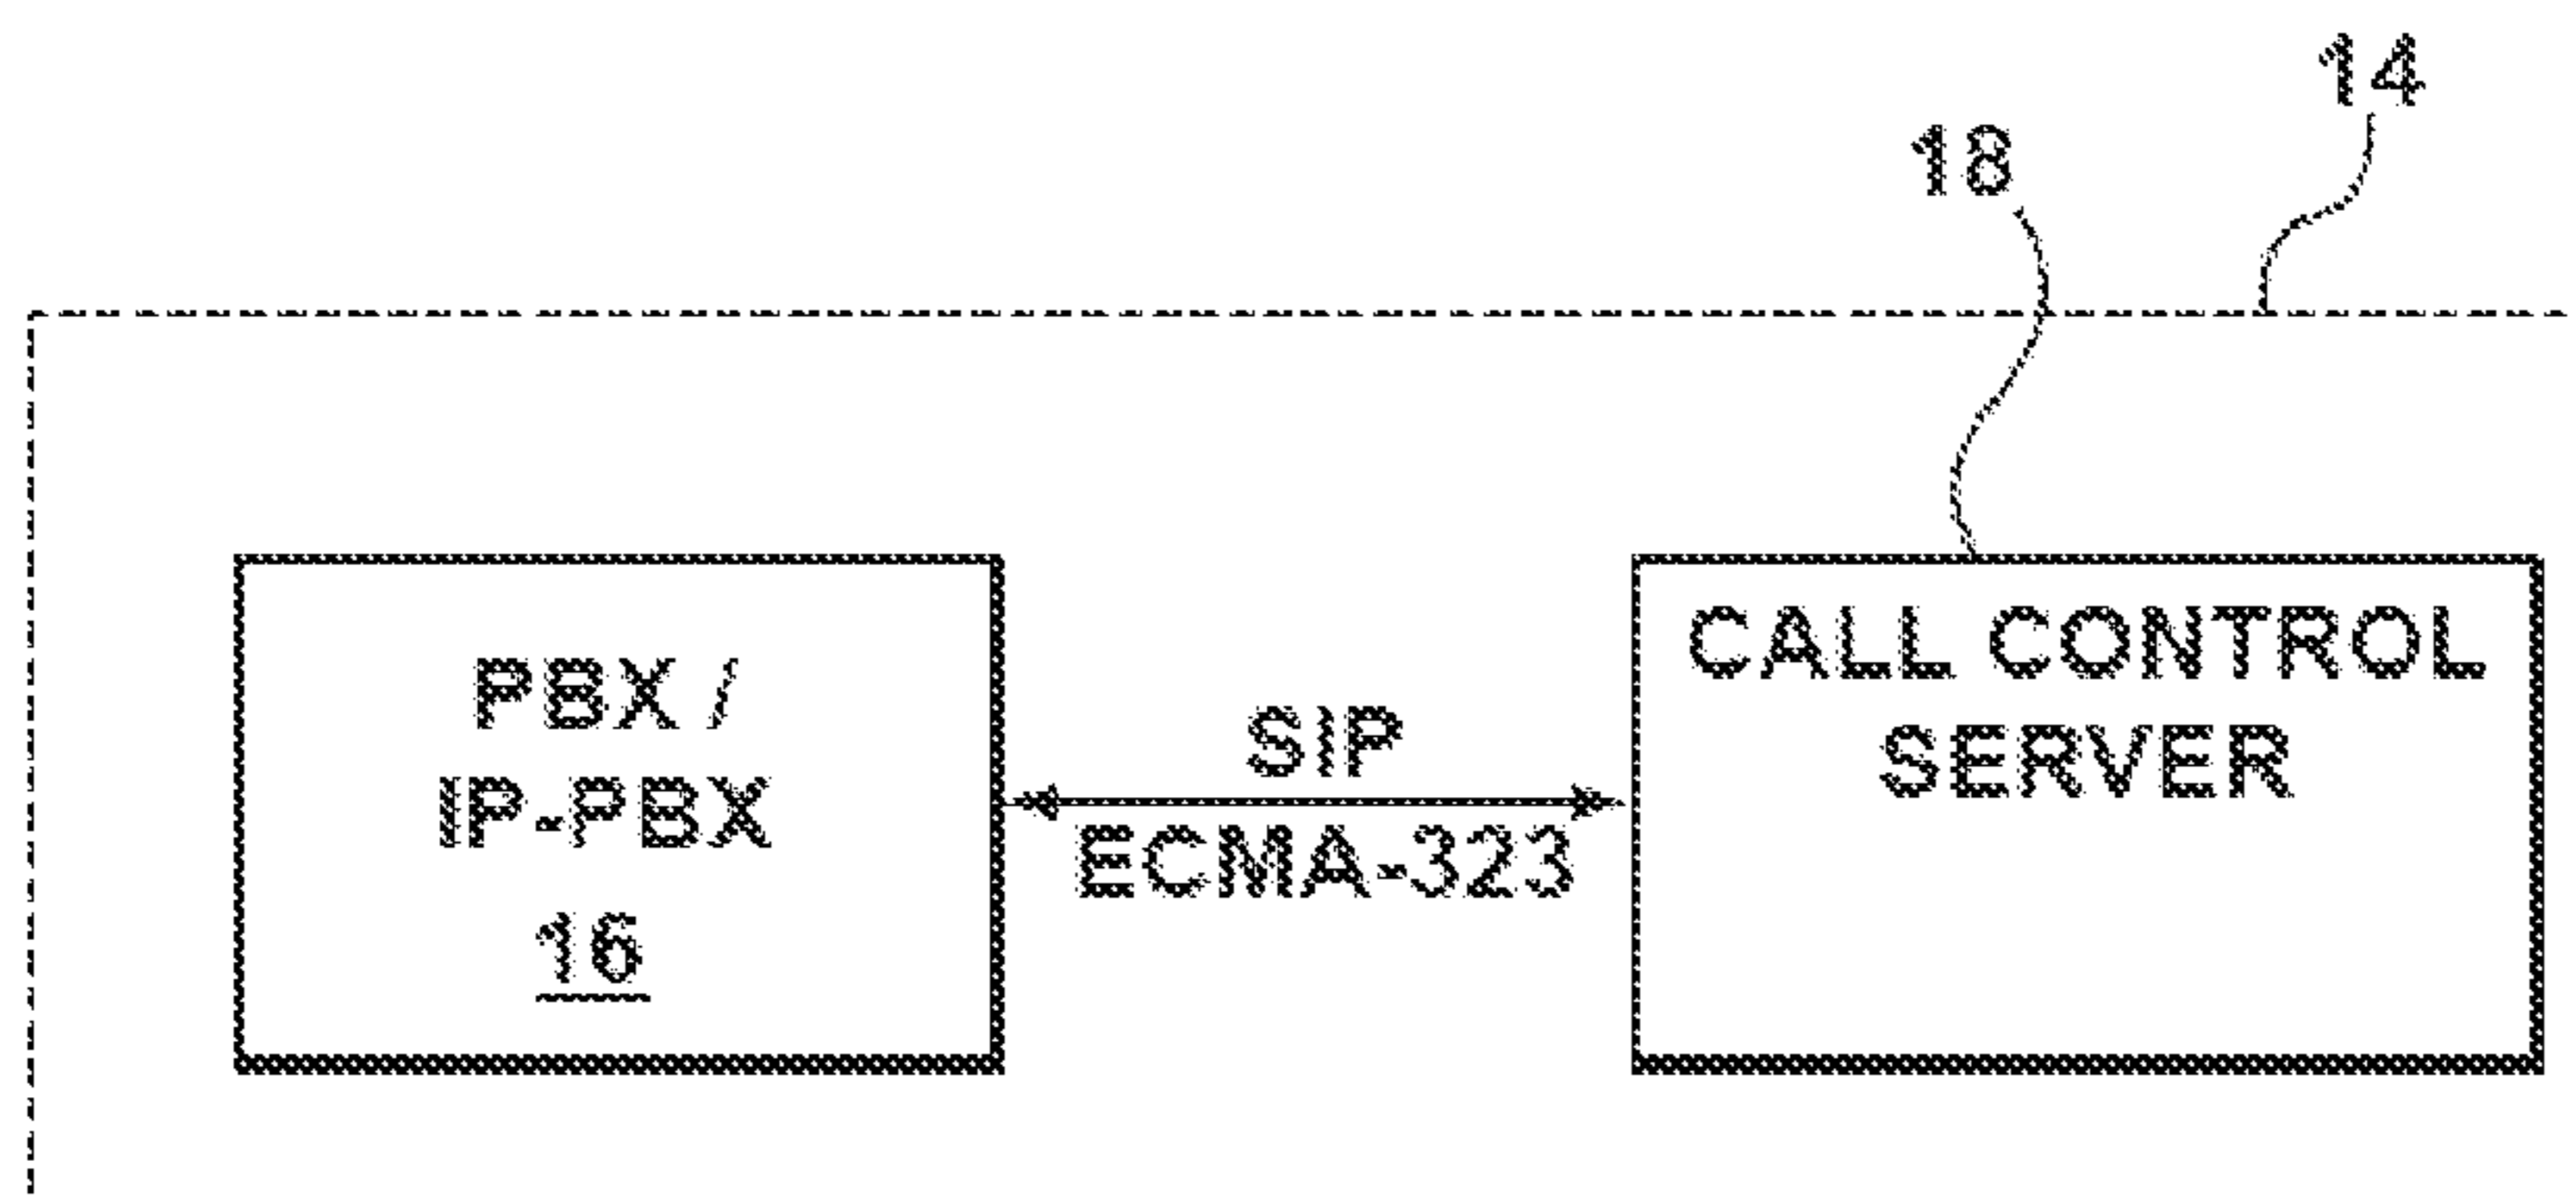 14
18
PBX /
IP-PBX
16
SIP
ECMA-323
CALL CONTROL
SERVER